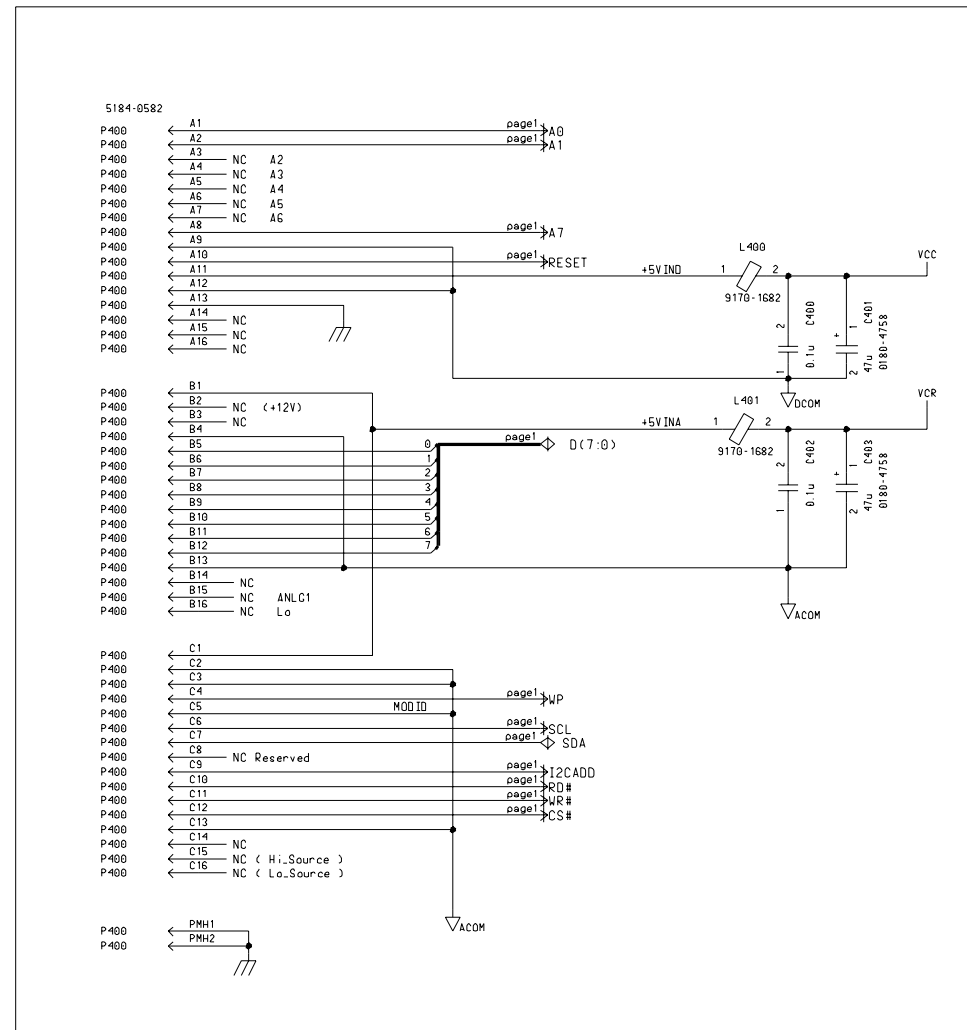 5184-0582
P400 A1 page1 A0
P400 A2 page1 A1
P400 A3 NC A2
P400 A4 NC A3
P400 A5 NC A4
P400 A6 NC A5
P400 A7 NC A6
P400 A8 page1 A7
P400 A9
P400 A10 page1 RESET
P400 A11 +5VIND 1 L400 2 VCC
9170-1682
P400 A12
P400 A13
P400 A14 NC
P400 A15 NC
P400 A16 NC
2 C400 0.1u 1
1 + C401 47u 0180-4758 2
DCOM
P400 B1
P400 B2 NC (+12V)
P400 B3 NC
P400 B4 +5VINA 1 L401 2 VCR
9170-1682
P400 B5 0 page1 D(7:0)
P400 B6 1
P400 B7 2
P400 B8 3
P400 B9 4
P400 B10 5
P400 B11 6
P400 B12 7
P400 B13
P400 B14 NC
P400 B15 NC ANLG1
P400 B16 NC Lo
2 C402 0.1u 1
1 + C403 47u 0180-4758 2
ACOM
P400 C1
P400 C2
P400 C3
P400 C4 page1 WP
P400 C5 MODID
P400 C6 page1 SCL
P400 C7 page1 SDA
P400 C8 NC Reserved
P400 C9 page1 I2CADD
P400 C10 page1 RD#
P400 C11 page1 WR#
P400 C12 page1 CS#
P400 C13
P400 C14 NC
P400 C15 NC ( Hi_Source )
P400 C16 NC ( Lo_Source )
ACOM
P400 PMH1
P400 PMH2